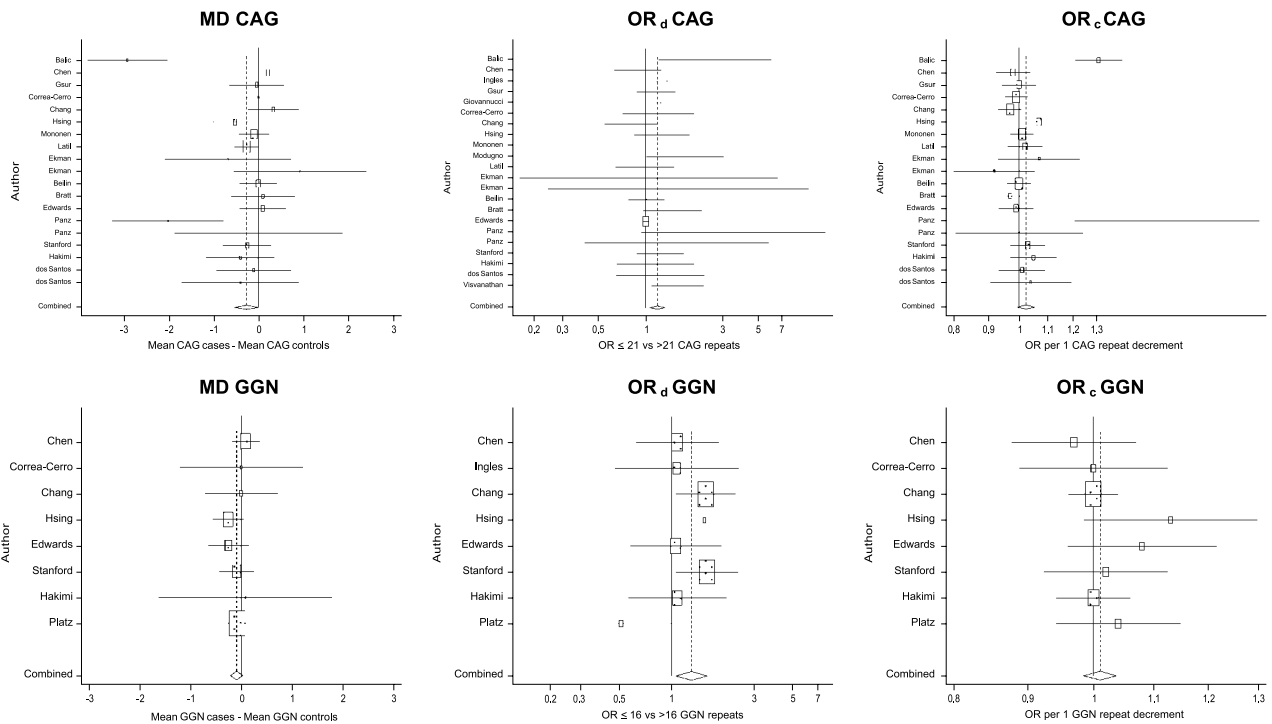 MD CAG
Author
Balic
Chen
Gsur
Correa-Cerro
Chang
Hsing
Mononen
Latil
Ekman
Ekman
Beilin
Bratt
Edwards
Panz
Panz
Stanford
Hakimi
dos Santos
dos Santos
Combined
-3 -2 -1 0 1 2 3
Mean CAG cases - Mean CAG controls
OR d CAG
Author
Balic
Chen
Ingles
Gsur
Giovannucci
Correa-Cerro
Chang
Hsing
Mononen
Modugno
Latil
Ekman
Ekman
Beilin
Bratt
Edwards
Panz
Panz
Stanford
Hakimi
dos Santos
Visvanathan
Combined
0,2 0,3 0,5 1 3 5 7
OR ≤ 21 vs >21 CAG repeats
OR c CAG
Author
Balic
Chen
Gsur
Correa-Cerro
Chang
Hsing
Mononen
Latil
Ekman
Ekman
Beilin
Bratt
Edwards
Panz
Panz
Stanford
Hakimi
dos Santos
dos Santos
Combined
0,8 0,9 1 1,1 1,2 1,3
OR per 1 CAG repeat decrement
MD GGN
Author
Chen
Correa-Cerro
Chang
Hsing
Edwards
Stanford
Hakimi
Platz
Combined
-3 -2 -1 0 1 2 3
Mean GGN cases - Mean GGN controls
OR d GGN
Author
Chen
Ingles
Chang
Hsing
Edwards
Stanford
Hakimi
Platz
Combined
0,2 0,3 0,5 1 3 5 7
OR ≤ 16 vs >16 GGN repeats
OR c GGN
Author
Chen
Correa-Cerro
Chang
Hsing
Edwards
Stanford
Hakimi
Platz
Combined
0,8 0,9 1 1,1 1,3
OR per 1 GGN repeat decrement